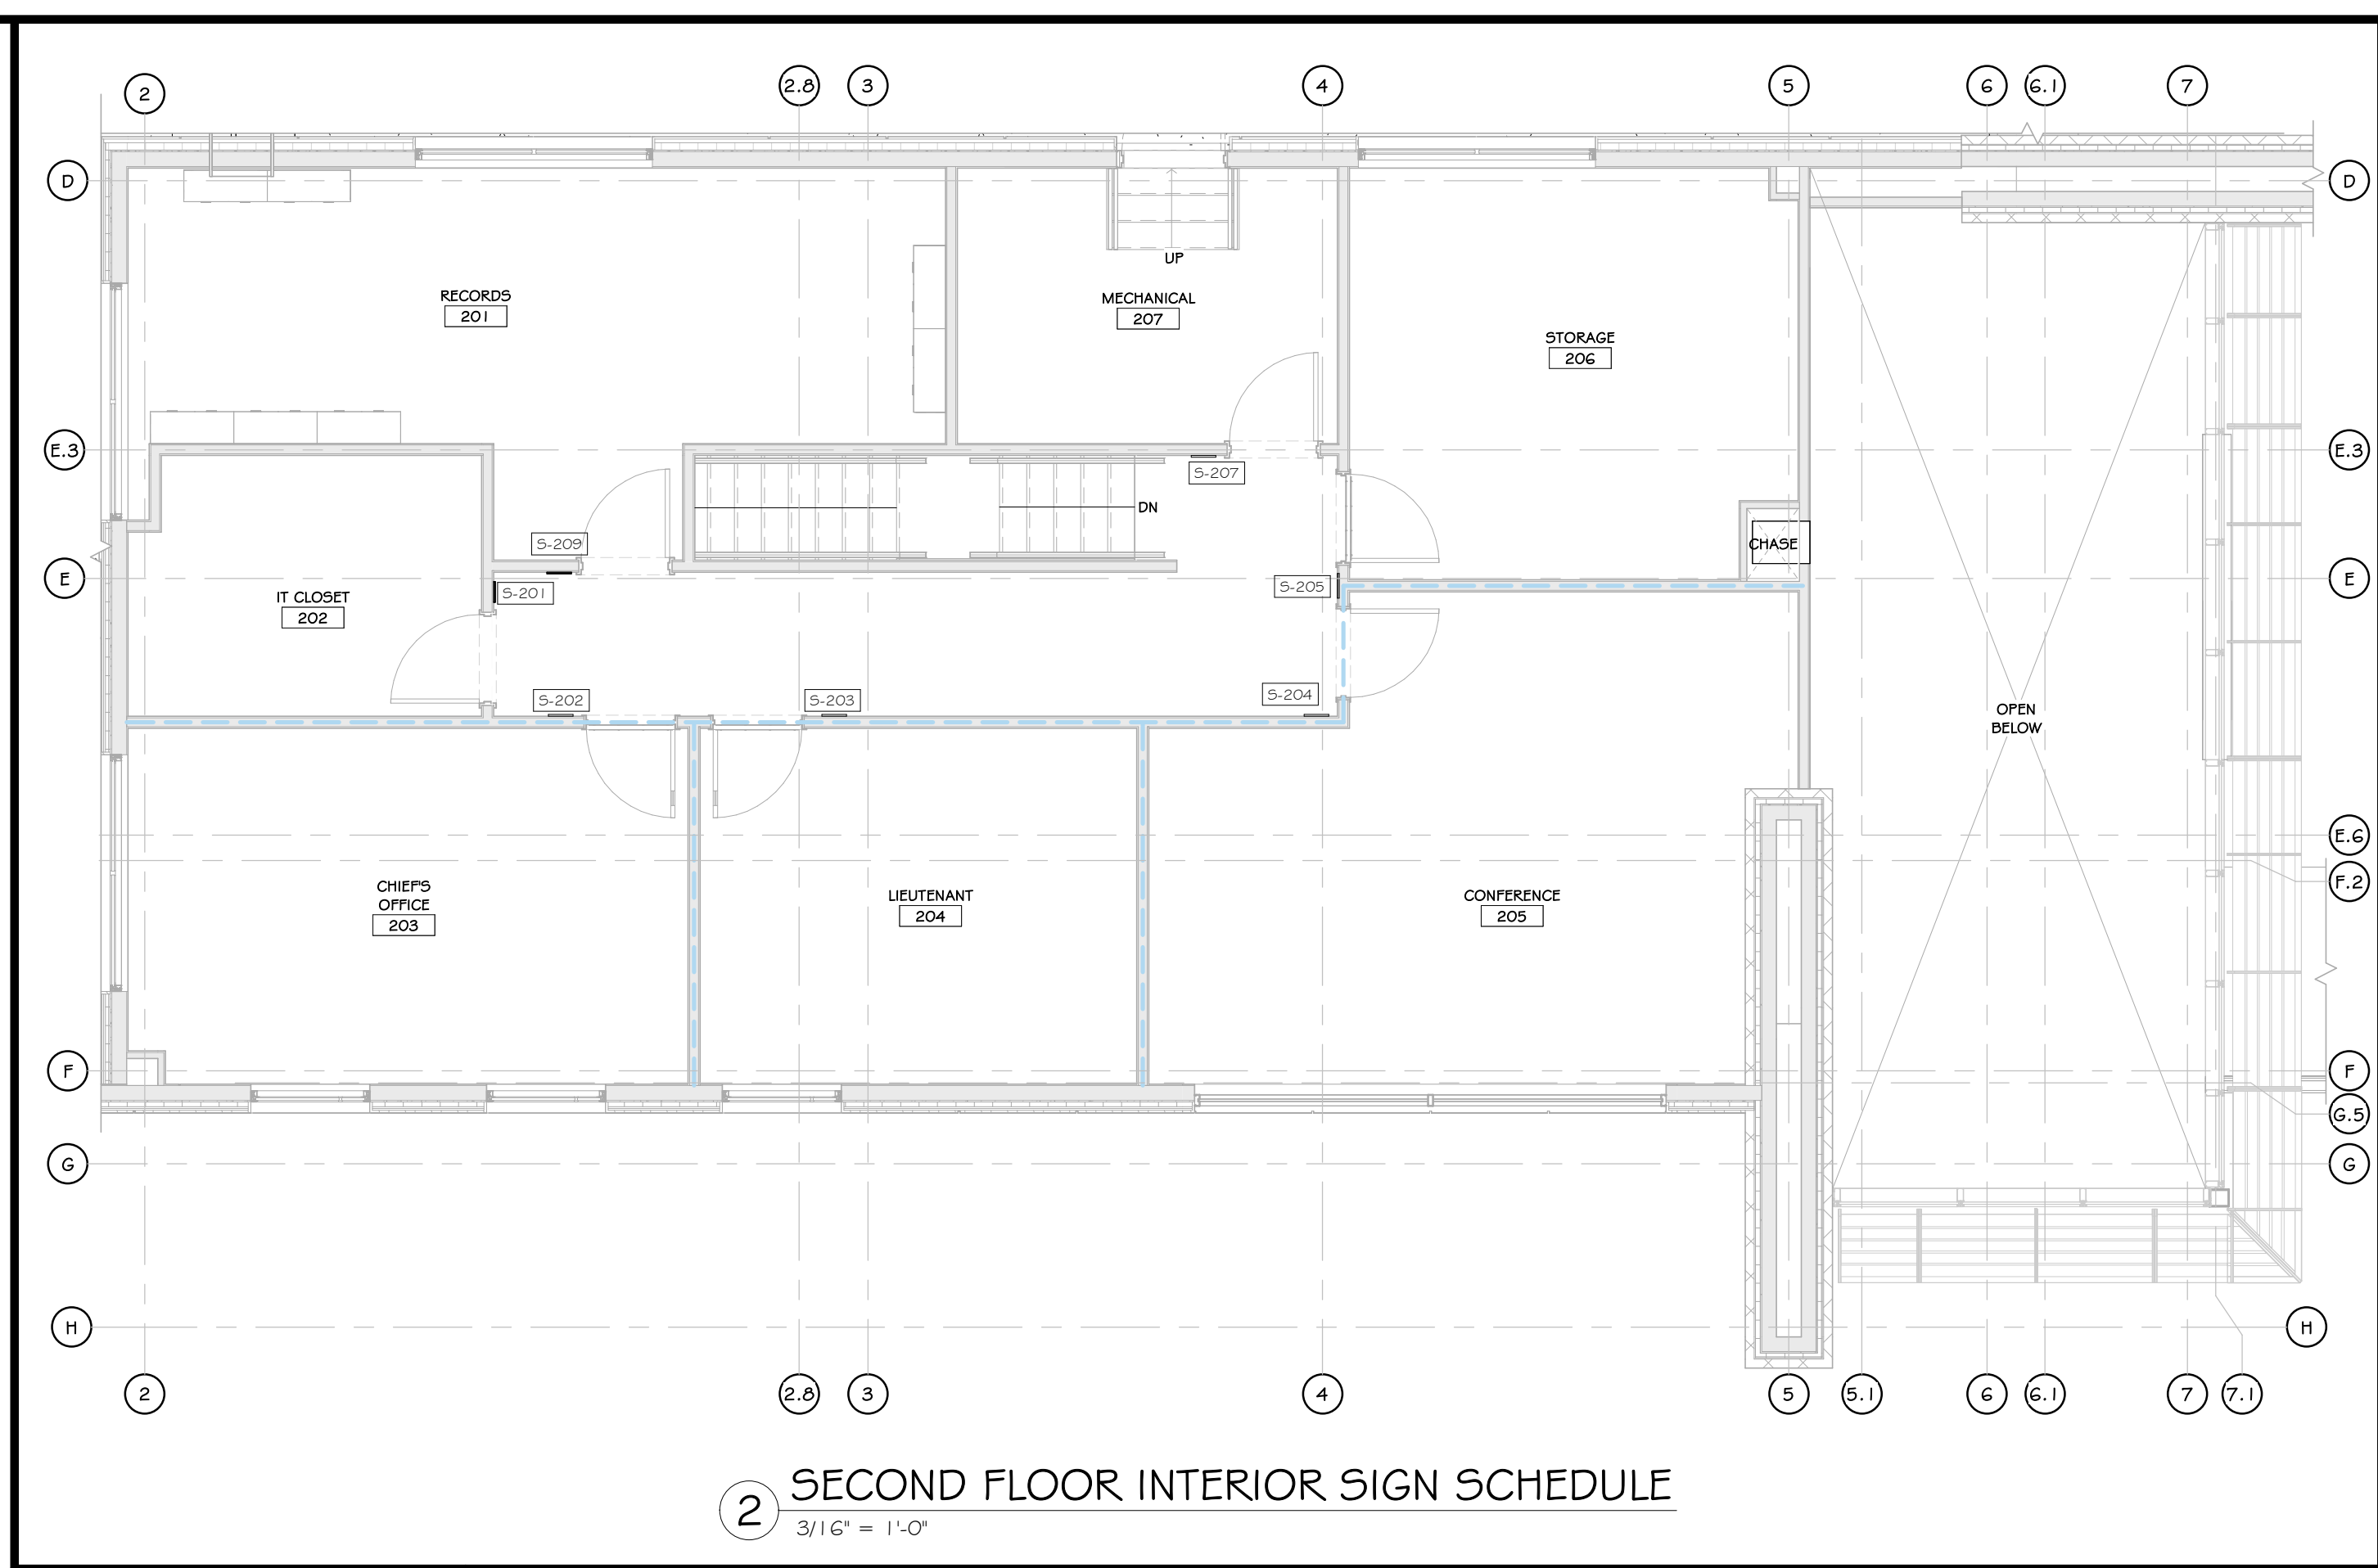 2 2.8 3 4 5 6 6.1 7
D D
UP
RECORDS
201
MECHANICAL
207
STORAGE
206
E.3 E.3
S-207
DN
S-209
CHASE
E E
S-201
S-205
IT CLOSET
202
S-202 S-203 S-204
OPEN
BELOW
E.6
F.2
CHIEF'S
OFFICE
203
LIEUTENANT
204
CONFERENCE
205
F F
G.5
G G
H H
2 2.8 3 4 5 5.1 6 6.1 7 7.1
2 SECOND FLOOR INTERIOR SIGN SCHEDULE
3/16" = 1'-0"